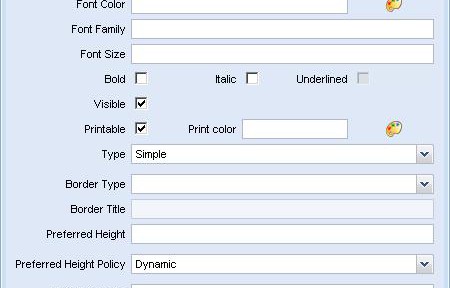 Font Color
Font Family
Font Size
Bold Italic Underlined
Visible
Printable Print color
Type Simple
Border Type
Border Title
Preferred Height
Preferred Height Policy Dynamic